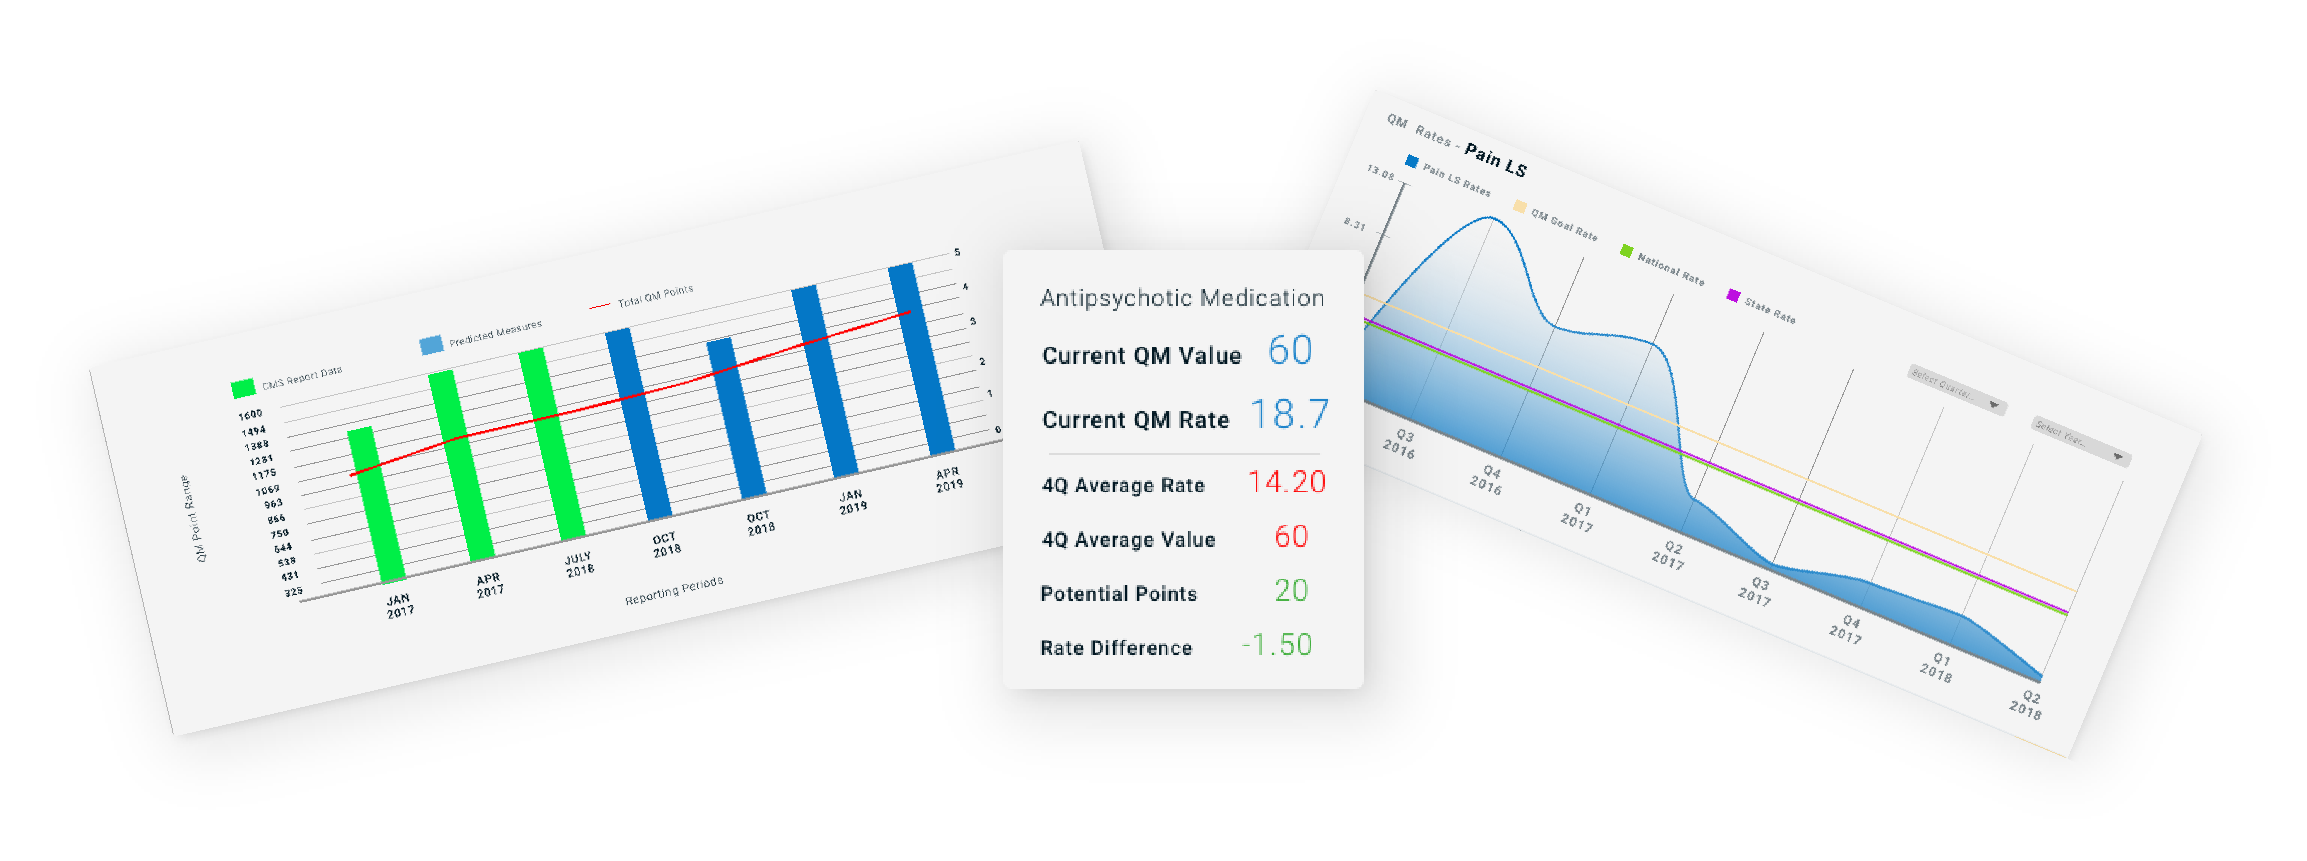 CMS Report Data
Predicted Measures
Total QM Points
QM Point Range
1600
1494
1388
1281
1175
1069
963
856
750
644
538
431
325
5
4
3
2
1
0
JAN
2017
APR
2017
JULY
2018
OCT
2018
OCT
2018
JAN
2019
APR
2019
Reporting Periods
Antipsychotic Medication
Current QM Value 60
Current QM Rate 18.7
4Q Average Rate 14.20
4Q Average Value 60
Potential Points 20
Rate Difference -1.50
QM Rates - Pain LS
Pain LS Rates
QM Goal Rate
National Rate
State Rate
13.08
8.31
Select Quarter...
Select Year...
Q3
2016
Q4
2016
Q1
2017
Q2
2017
Q3
2017
Q4
2017
Q1
2018
Q2
2018